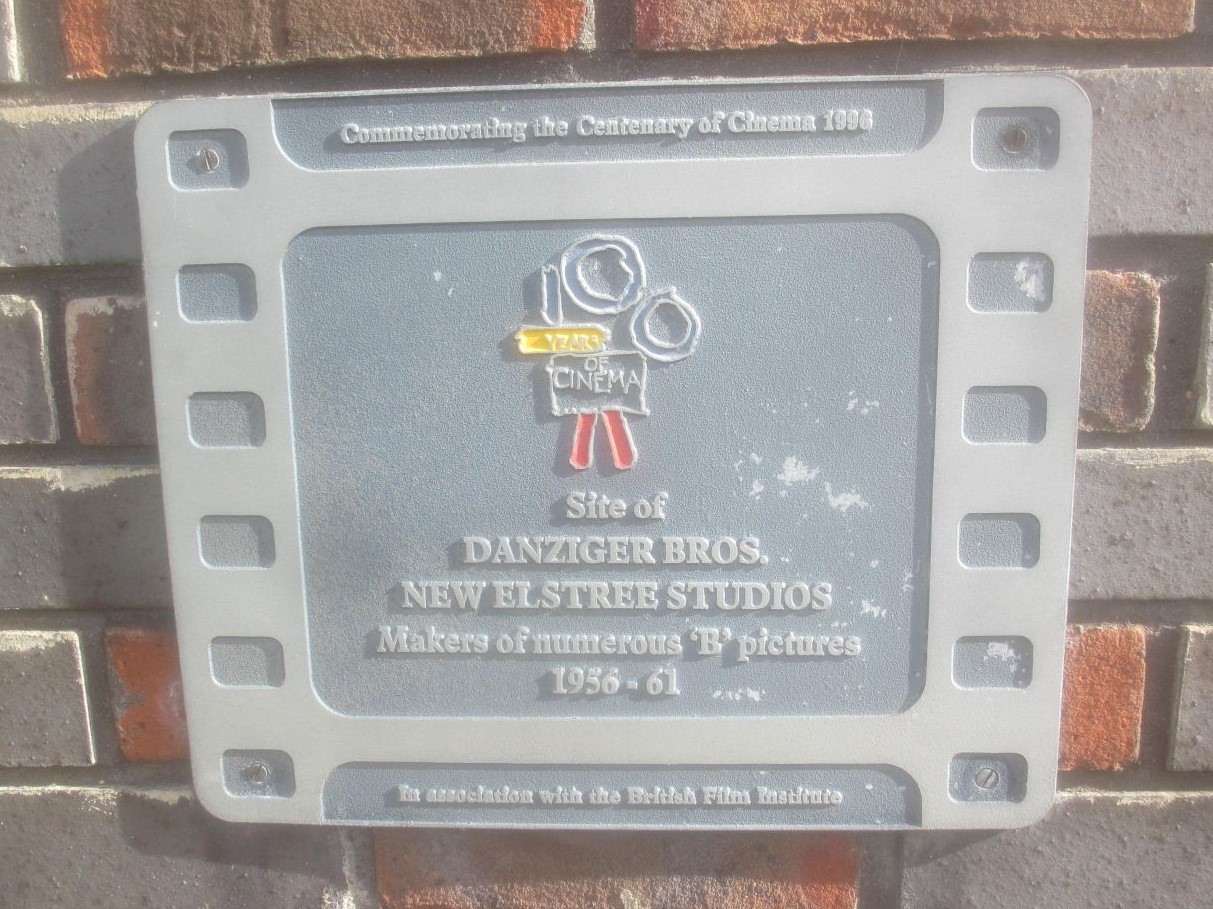 Commemorating the Centenary of Cinema 1996
100
YEARS
OF
CINEMA
Site of
DANZIGER BROS.
NEW ELSTREE STUDIOS
Makers of numerous 'B' pictures
1956 - 61
In association with the British Film Institute